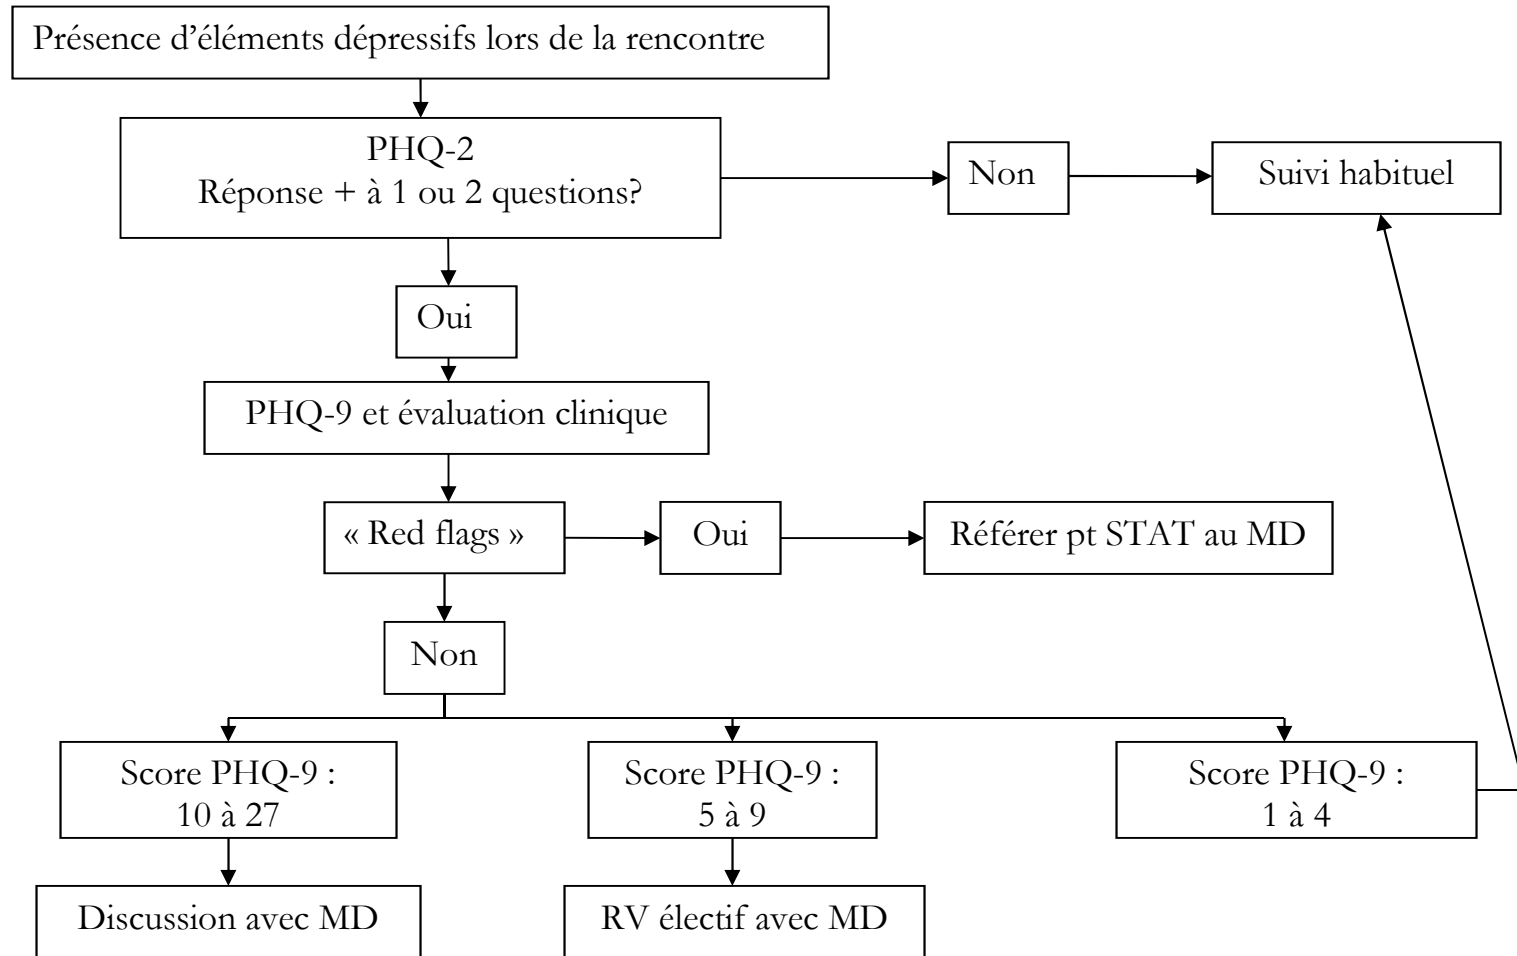 Présence d’éléments dépressifs lors de la rencontre
PHQ-2
Réponse + à 1 ou 2 questions?
Non
Suivi habituel
Oui
PHQ-9 et évaluation clinique
« Red flags »
Oui
Référer pt STAT au MD
Non
Score PHQ-9 :
10 à 27
Score PHQ-9 :
5 à 9
Score PHQ-9 :
1 à 4
Discussion avec MD
RV électif avec MD